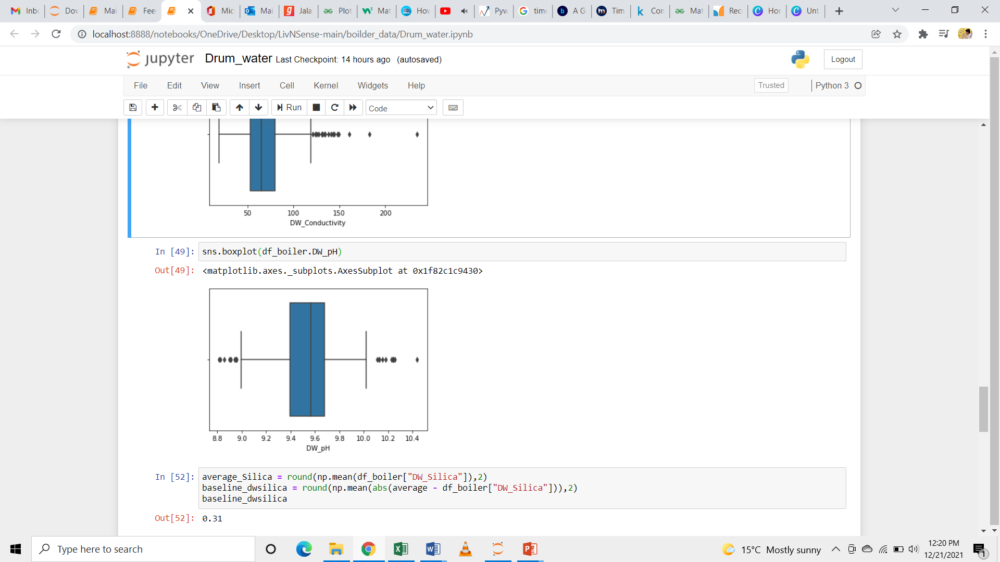 Inbo Dov Mai Fee Mic Mai Jala Plot Mat Hov Pyw time A G Tim Con Mat Rec Hor Unt
localhost:8888/notebooks/OneDrive/Desktop/LivNSense-main/boilder_data/Drum_water.ipynb
jupyter Drum_water Last Checkpoint: 14 hours ago (autosaved)
Logout
File Edit View Insert Cell Kernel Widgets Help
Trusted Python 3
Run Code
50 100 150 200
DW_Conductivity
In [49]: sns.boxplot(df_boiler.DW_pH)
Out[49]: <matplotlib.axes._subplots.AxesSubplot at 0x1f82c1c9430>
8.8 9.0 9.2 9.4 9.6 9.8 10.0 10.2 10.4
DW_pH
In [52]: average_Silica = round(np.mean(df_boiler["DW_Silica"]),2)
baseline_dwsilica = round(np.mean(abs(average - df_boiler["DW_Silica"])),2)
baseline_dwsilica
Out[52]: 0.31
Type here to search
15°C Mostly sunny
12:20 PM
12/21/2021
1